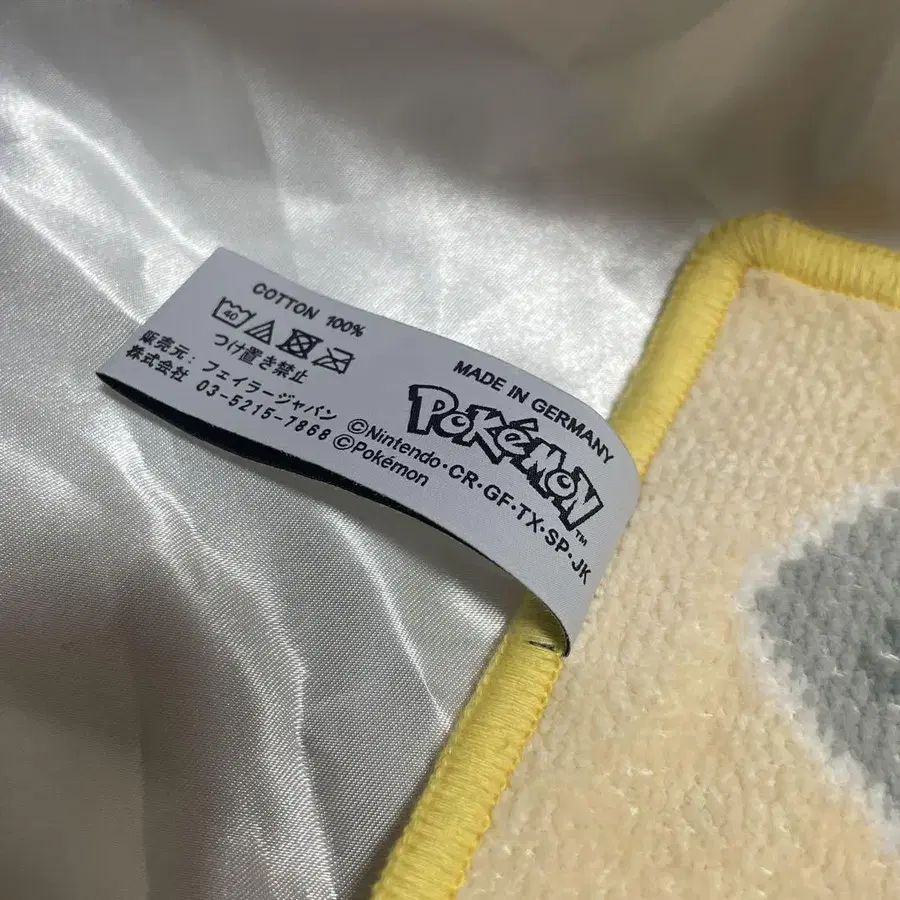 COTTON 100%
40
つけ置き禁止
販売元：フェイラージャパン
株式会社 03-5215-7868
MADE IN GERMANY
POKéMON™
©Nintendo・CR・GF・TX・SP・JK
©Pokémon